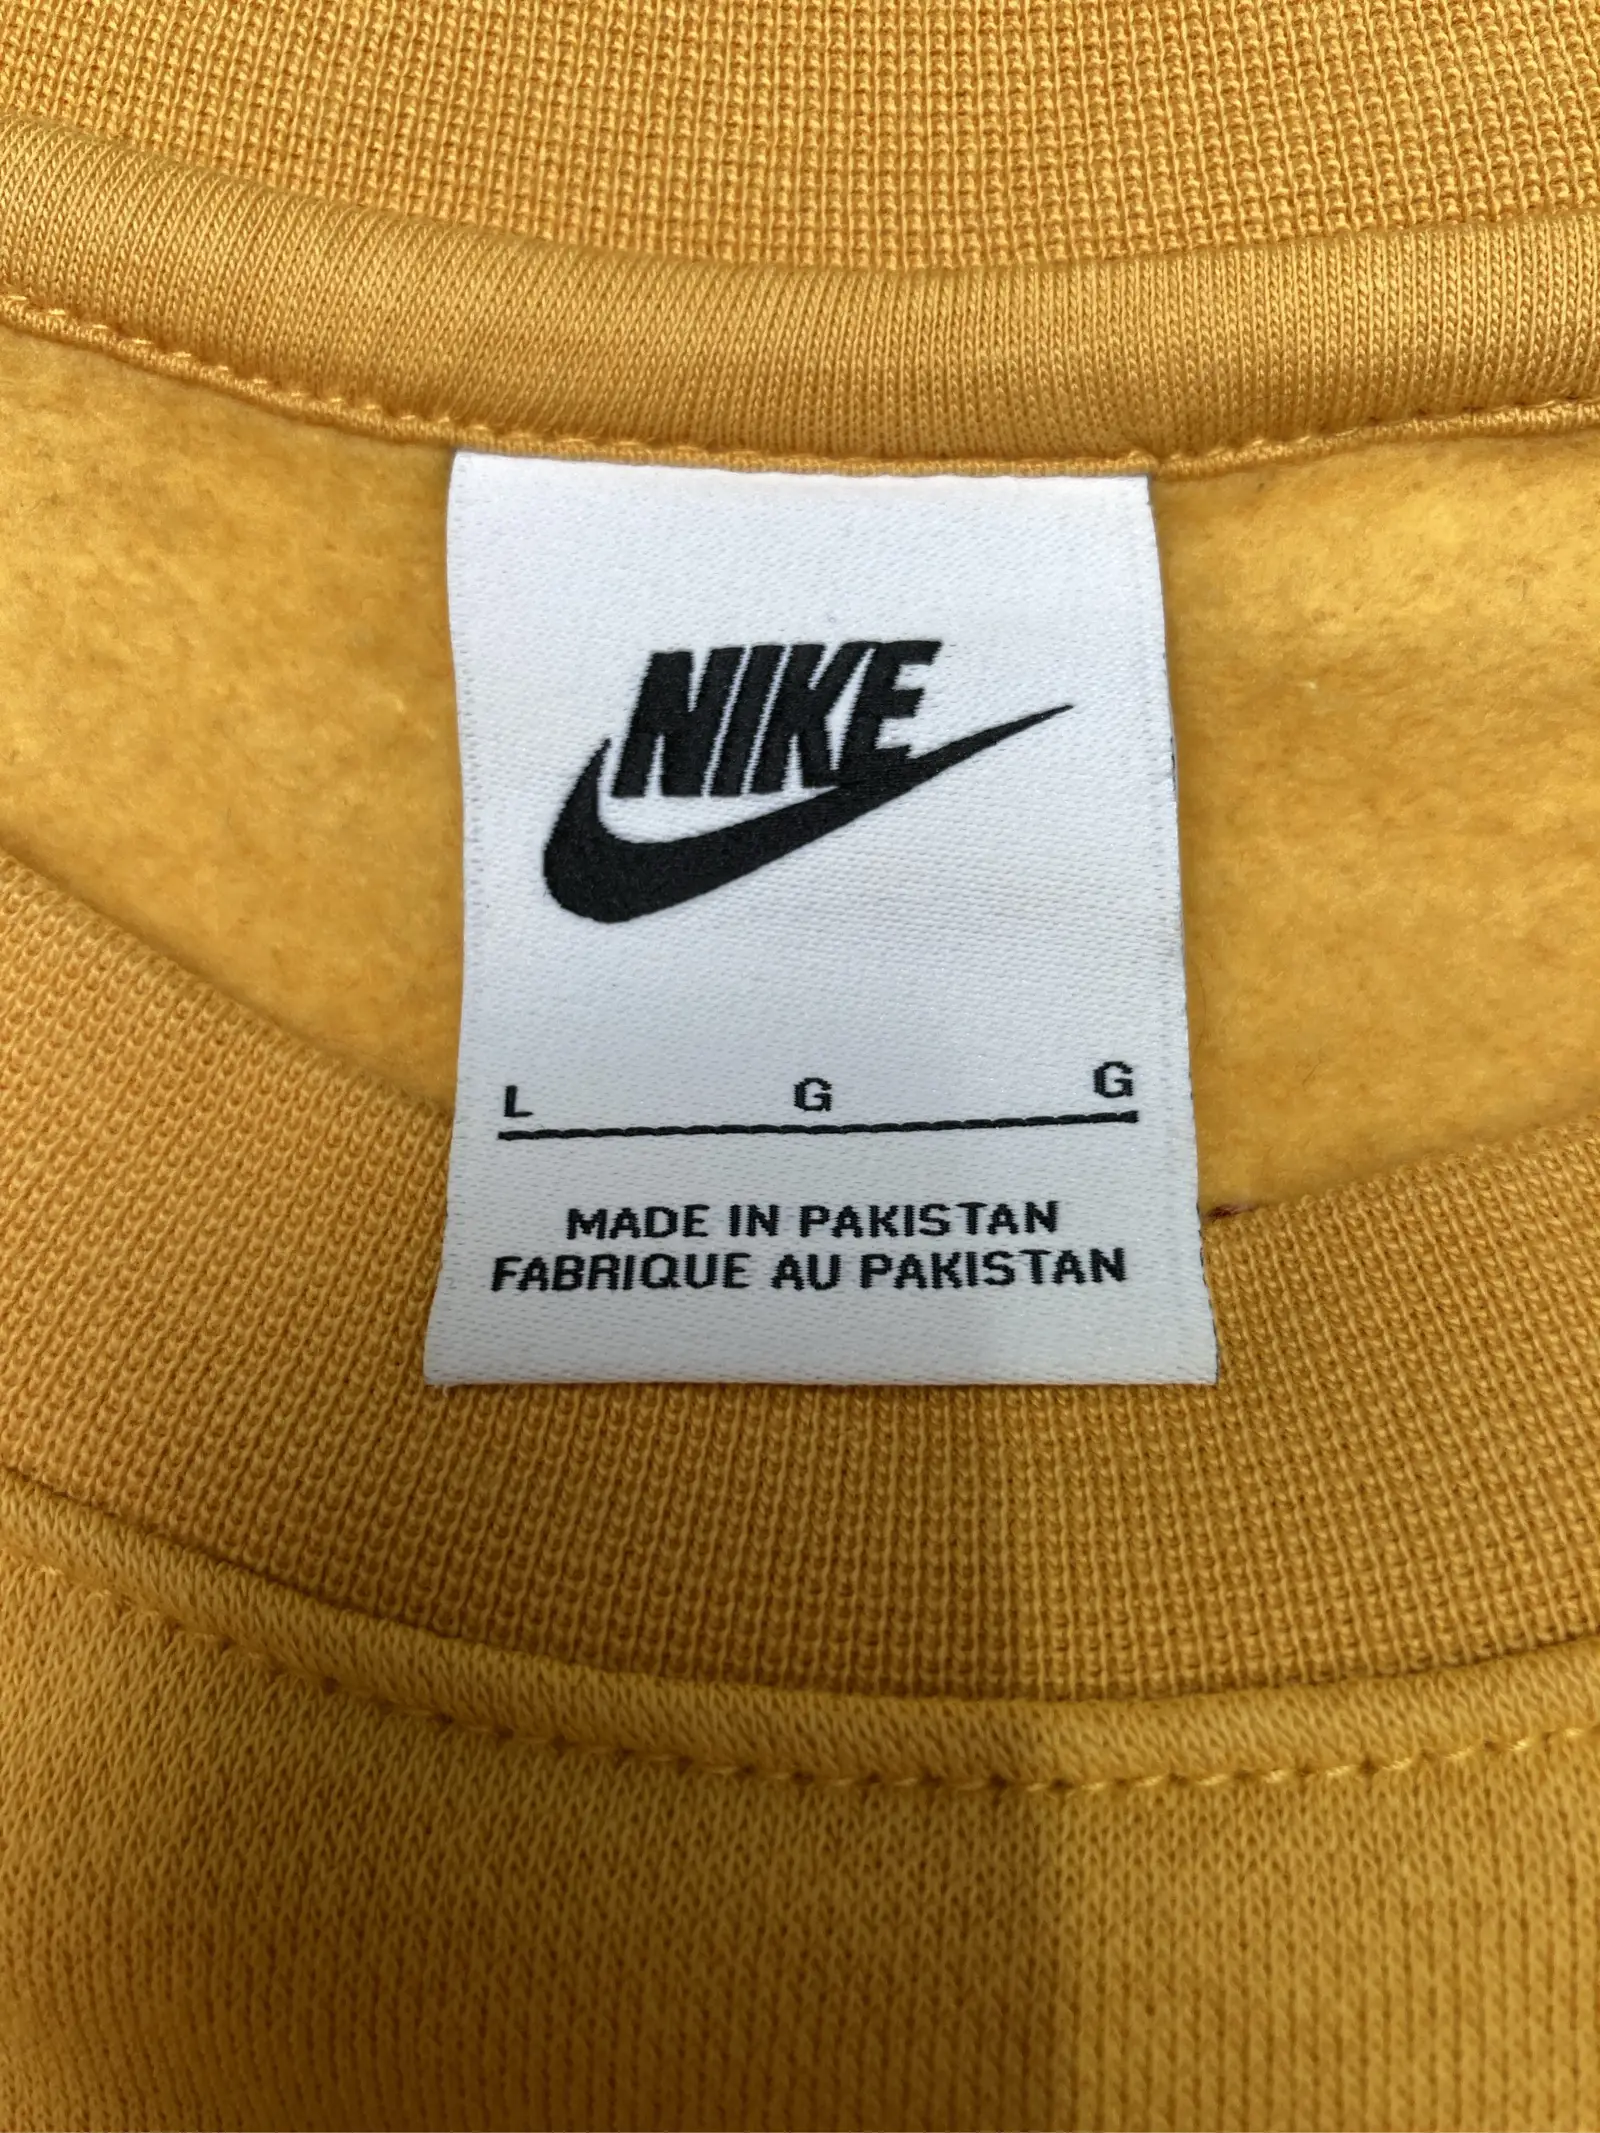 NIKE
L G G
MADE IN PAKISTAN
FABRIQUE AU PAKISTAN